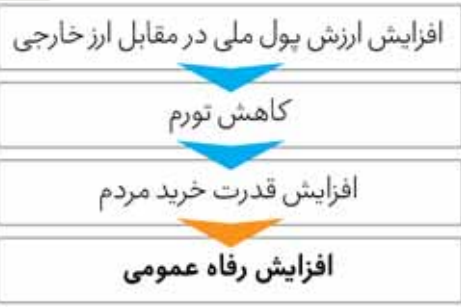 افزایش ارزش پول ملی در مقابل ارز خارجی
کاهش تورم
افزایش قدرت خرید مردم
افزایش رفاه عمومی